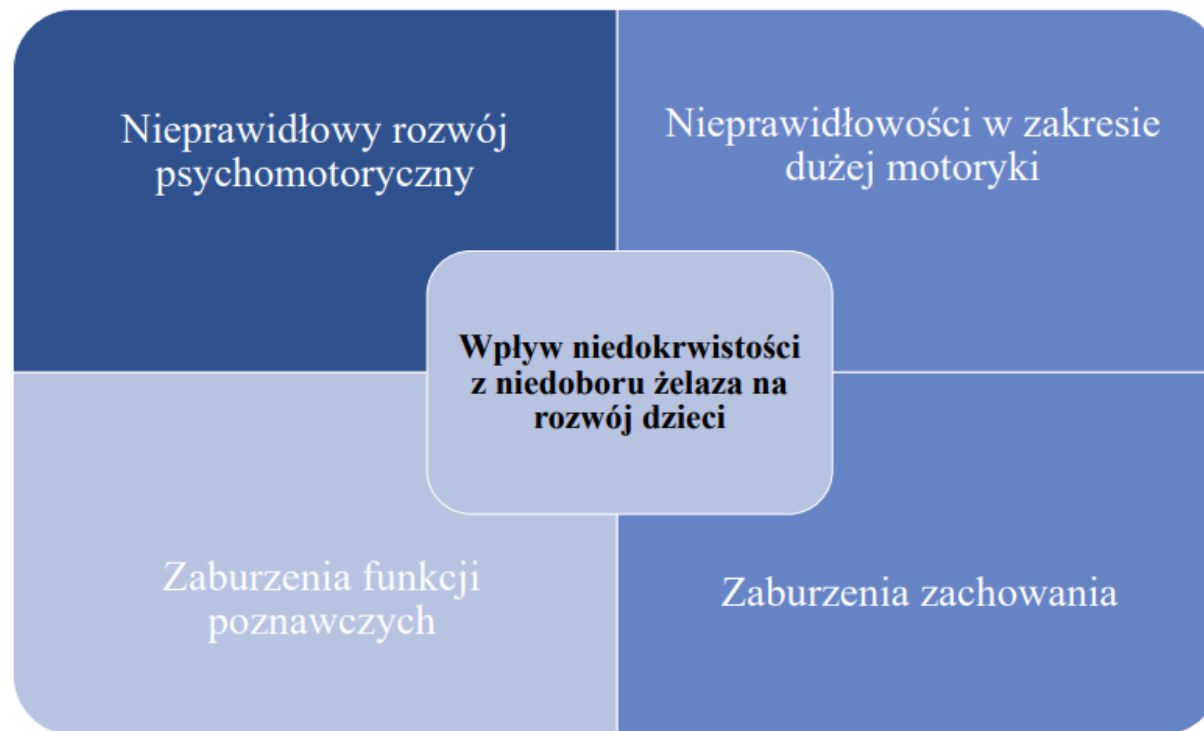 Nieprawidłowy rozwój
psychomotoryczny
Nieprawidłowości w zakresie
dużej motoryki
Wpływ niedokrwistości
z niedoboru żelaza na
rozwój dzieci
Zaburzenia funkcji
poznawczych
Zaburzenia zachowania